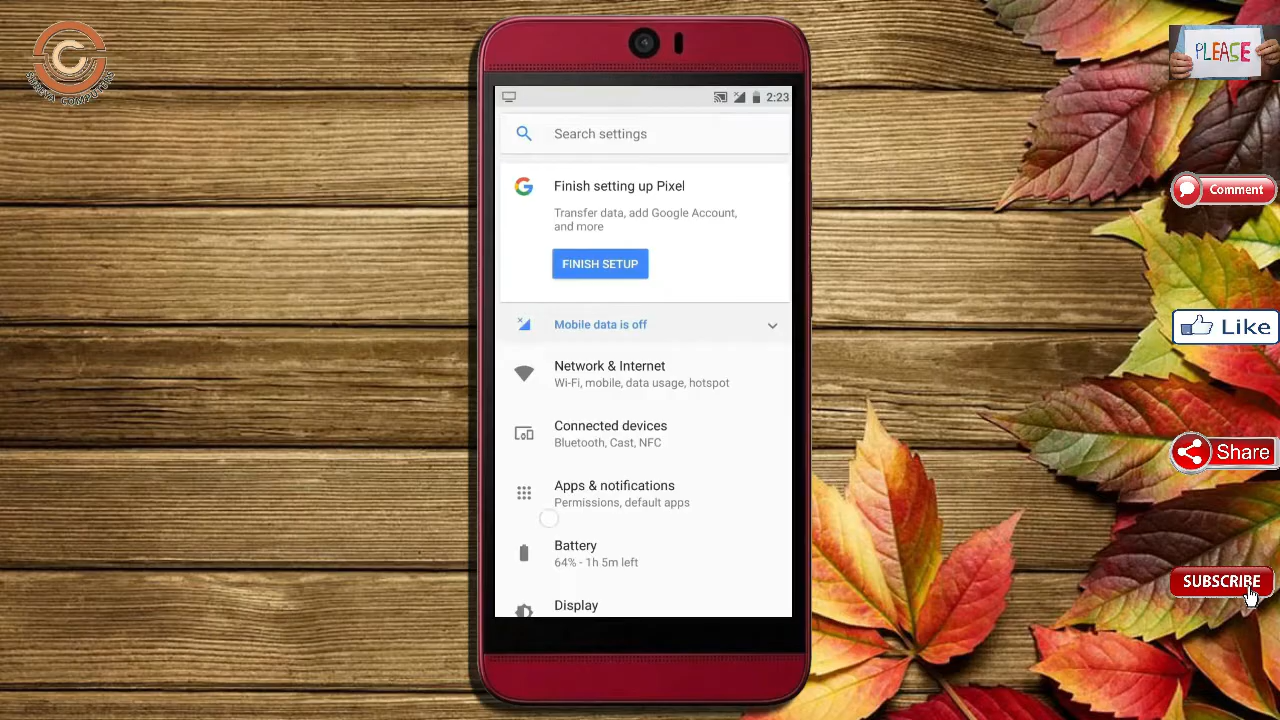 2:23
Search settings
Finish setting up Pixel
Transfer data, add Google Account,
and more
FINISH SETUP
Mobile data is off
Network & Internet
Wi-Fi, mobile, data usage, hotspot
Connected devices
Bluetooth, Cast, NFC
Apps & notifications
Permissions, default apps
Battery
64% - 1h 5m left
Display
PLEASE
Comment
Like
Share
SUBSCRIBE